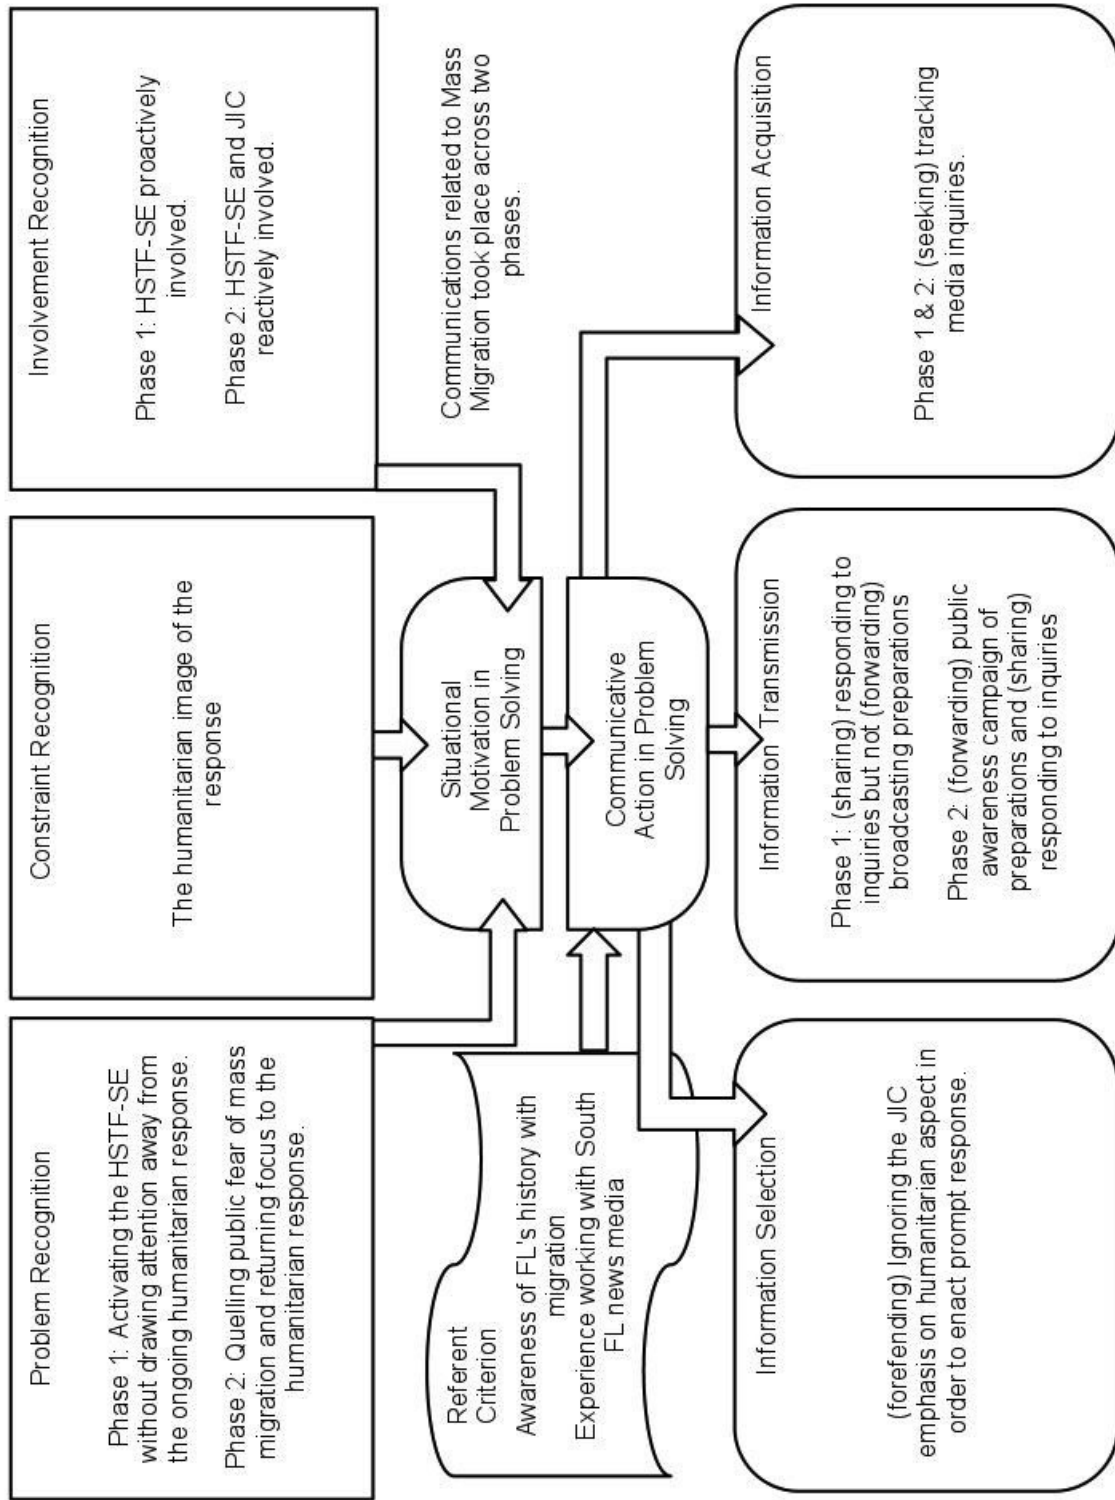 Problem Recognition
Phase 1: Activating the HSTF-SE
without drawing attention away from
the ongoing humanitarian response.
Phase 2: Quelling public fear of mass
migration and returning focus to the
humanitarian response.
Constraint Recognition
The humanitarian image of the
response
Involvement Recognition
Phase 1: HSTF-SE proactively
involved.
Phase 2: HSTF-SE and JIC
reactively involved.
Referent
Criterion
Awareness of FL's history with
migration
Experience working with South
FL news media
Situational
Motivation in
Problem Solving
Communicative
Action in Problem
Solving
Communications related to Mass
Migration took place across two
phases.
Information Selection
(forefending) Ignoring the JIC
emphasis on humanitarian aspect in
order to enact prompt response.
Information Transmission
Phase 1: (sharing) responding to
inquiries but not (forwarding)
broadcasting preparations
Phase 2: (forwarding) public
awareness campaign of
preparations and (sharing)
responding to inquiries
Information Acquisition
Phase 1 & 2: (seeking) tracking
media inquiries.